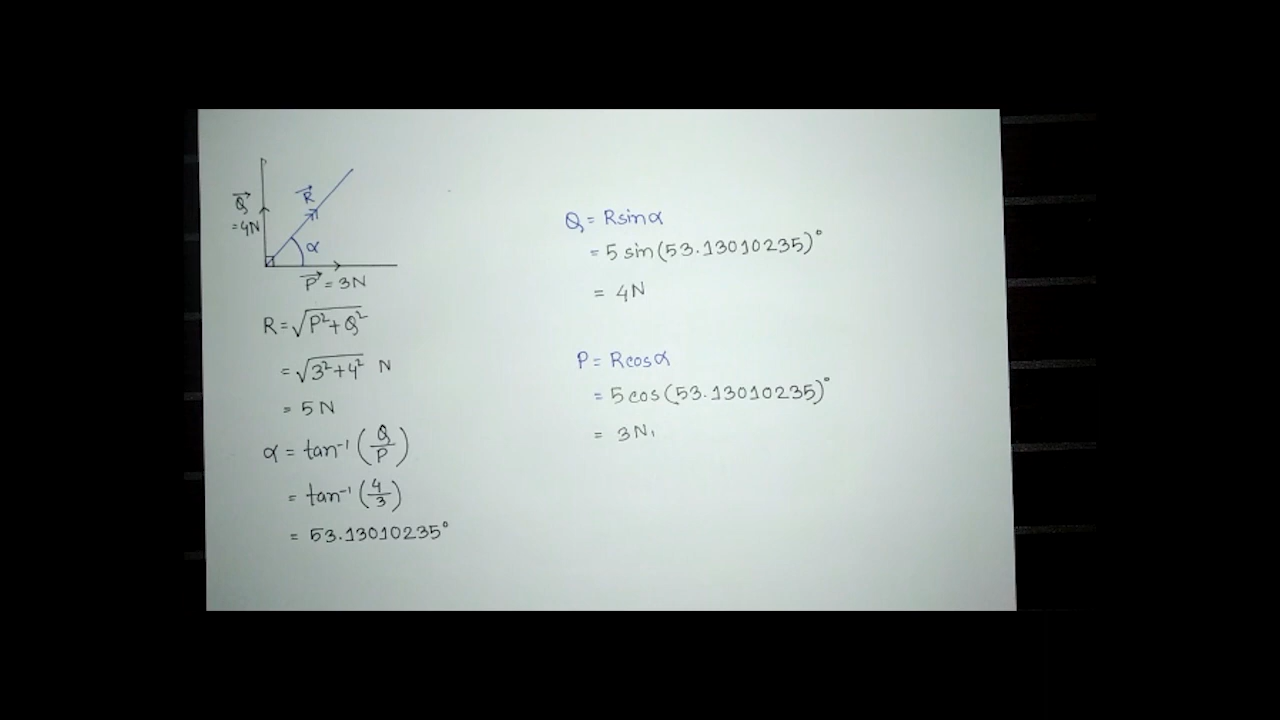 Q⃗
= 4N
R⃗
α
P⃗ = 3N
R = √(P²+Q²)
= √(3²+4²) N
= 5 N
α = tan⁻¹ (Q/P)
= tan⁻¹ (4/3)
= 53.13010235°
Q = Rsinα
= 5 sin(53.13010235)°
= 4N
P = Rcosα
= 5 cos(53.13010235)°
= 3N,